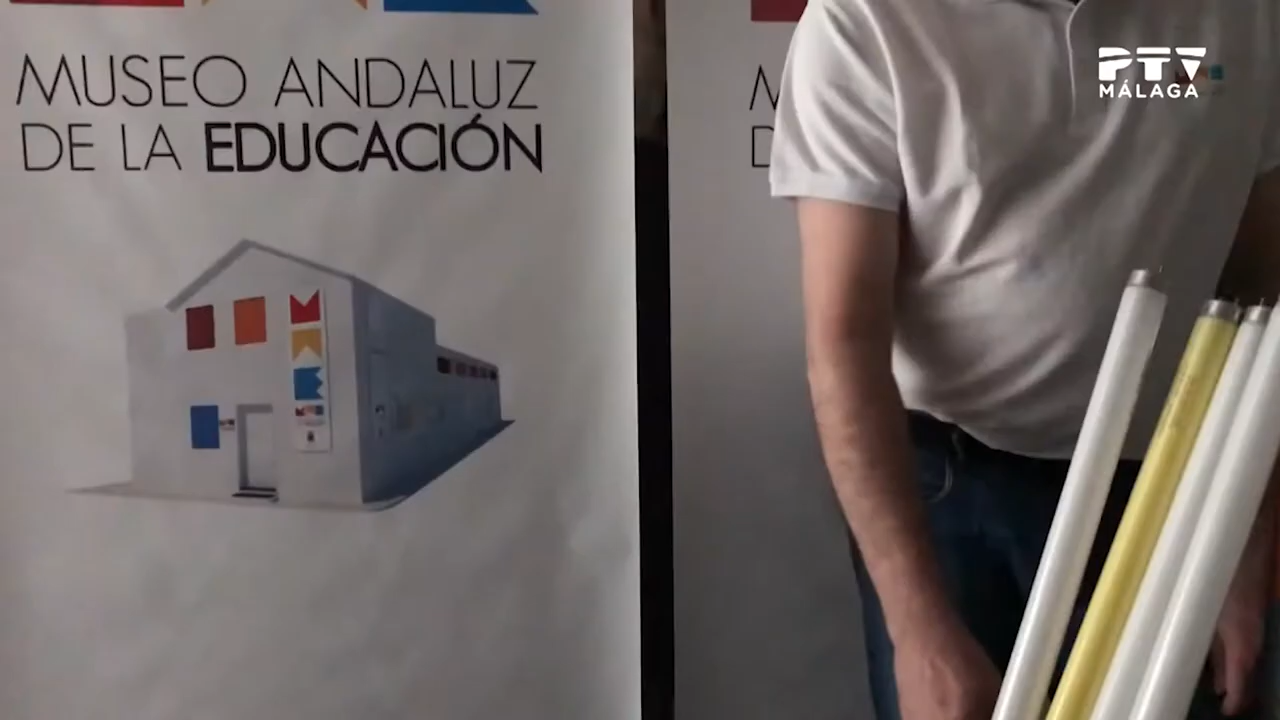 MUSEO ANDALUZ
DE LA EDUCACIÓN
M
D
PTV
MÁLAGA